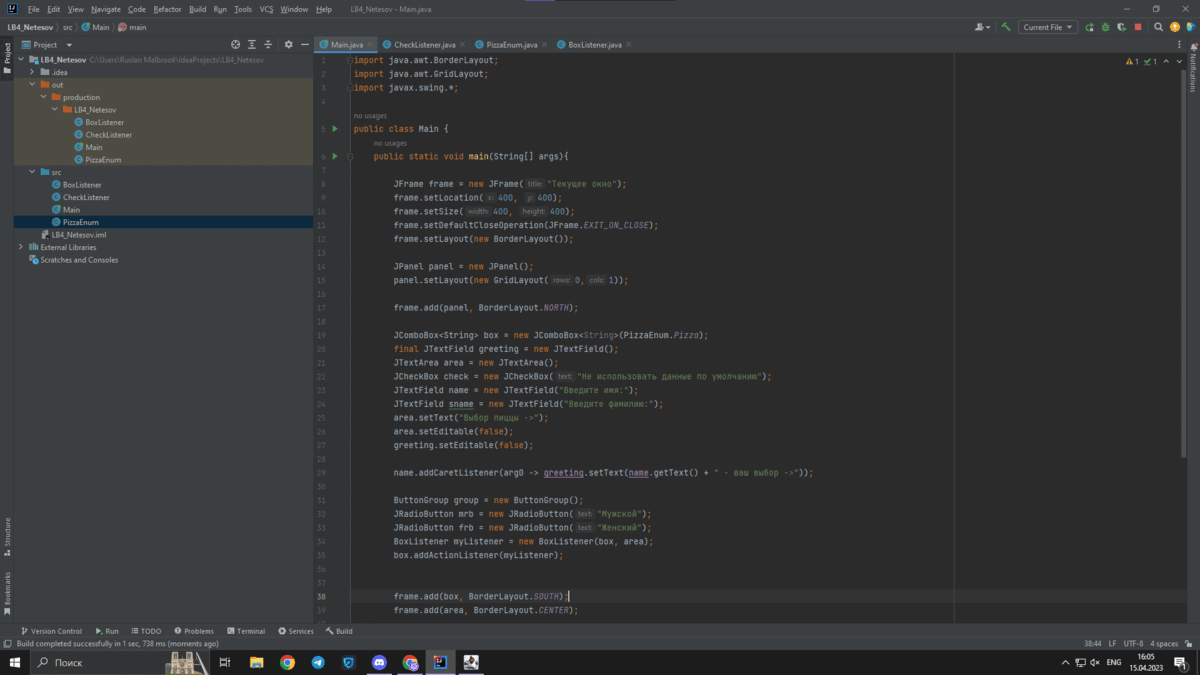 File Edit View Navigate Code Refactor Build Run Tools VCS Window Help LB4_Netesov - Main.java
LB4_Netesov > src > Main > main
Current File
Project
Main.java CheckListener.java PizzaEnum.java BoxListener.java
LB4_Netesov C:\Users\Ruslan Malbrook\IdeaProjects\LB4_Netesov
.idea
out
production
LB4_Netesov
BoxListener
CheckListener
Main
PizzaEnum
src
BoxListener
CheckListener
Main
PizzaEnum
LB4_Netesov.iml
External Libraries
Scratches and Consoles
Project
Structure
Bookmarks
Notifications
1 1
1 import java.awt.BorderLayout;
2 import java.awt.GridLayout;
3 import javax.swing.*;
4
no usages
5 public class Main {
no usages
6 public static void main(String[] args){
7
8 JFrame frame = new JFrame( title: "Текущее окно");
9 frame.setLocation( x: 400, y: 400);
10 frame.setSize( width: 400, height: 400);
11 frame.setDefaultCloseOperation(JFrame.EXIT_ON_CLOSE);
12 frame.setLayout(new BorderLayout());
13
14 JPanel panel = new JPanel();
15 panel.setLayout(new GridLayout( rows: 0, cols: 1));
16
17 frame.add(panel, BorderLayout.NORTH);
18
19 JComboBox<String> box = new JComboBox<String>(PizzaEnum.Pizza);
20 final JTextField greeting = new JTextField();
21 JTextArea area = new JTextArea();
22 JCheckBox check = new JCheckBox( text: "Не использовать данные по умолчанию");
23 JTextField name = new JTextField("Введите имя:");
24 JTextField sname = new JTextField("Введите фамилию:");
25 area.setText("Выбор пиццы ->");
26 area.setEditable(false);
27 greeting.setEditable(false);
28
29 name.addCaretListener(arg0 -> greeting.setText(name.getText() + " - ваш выбор ->"));
30
31 ButtonGroup group = new ButtonGroup();
32 JRadioButton mrb = new JRadioButton( text: "Мужской");
33 JRadioButton frb = new JRadioButton( text: "Женский");
34 BoxListener myListener = new BoxListener(box, area);
35 box.addActionListener(myListener);
36
37
38 frame.add(box, BorderLayout.SOUTH);
39 frame.add(area, BorderLayout.CENTER);
Version Control Run TODO Problems Terminal Services Build
Build completed successfully in 1 sec, 738 ms (moments ago) 38:44 LF UTF-8 4 spaces
Поиск
ENG
16:05
15.04.2023
1